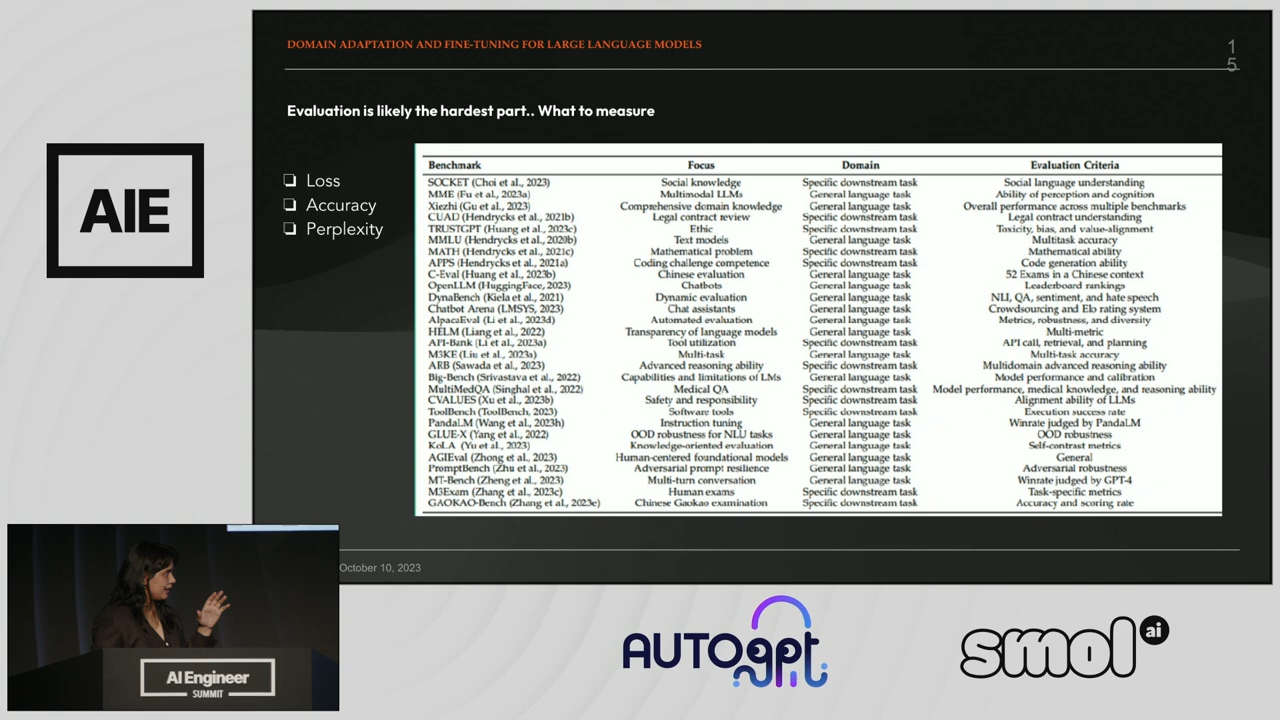 DOMAIN ADAPTATION AND FINE-TUNING FOR LARGE LANGUAGE MODELS
1
5
Evaluation is likely the hardest part.. What to measure
AIE
❑ Loss
❑ Accuracy
❑ Perplexity
Benchmark Focus Domain Evaluation Criteria
SOCKET (Choi et al., 2023) Social knowledge Specific downstream task Social language understanding
MME (Fu et al., 2023a) Multimodal LLMs General language task Ability of perception and cognition
Xiezhi (Gu et al., 2023) Comprehensive domain knowledge General language task Overall performance across multiple benchmarks
CUAD (Hendrycks et al., 2021b) Legal contract review Specific downstream task Legal contract understanding
TRUSTGPT (Huang et al., 2023c) Ethic Specific downstream task Toxicity, bias, and value-alignment
MMLU (Hendrycks et al., 2020b) Text models General language task Multitask accuracy
MATH (Hendrycks et al., 2021c) Mathematical problem Specific downstream task Mathematical ability
APPS (Hendrycks et al., 2021a) Coding challenge competence Specific downstream task Code generation ability
C-Eval (Huang et al., 2023b) Chinese evaluation General language task 52 Exams in a Chinese context
OpenLLM (HuggingFace, 2023) Chatbots General language task Leaderboard rankings
DynaBench (Kiela et al., 2021) Dynamic evaluation General language task NLI, QA, sentiment, and hate speech
Chatbot Arena (LMSYS, 2023) Chat assistants General language task Crowdsourcing and Elo rating system
AlpacaEval (Li et al., 2023d) Automated evaluation General language task Metrics, robustness, and diversity
HELM (Liang et al., 2022) Transparency of language models General language task Multi-metric
API-Bank (Li et al., 2023a) Tool utilization Specific downstream task API call, retrieval, and planning
M3KE (Liu et al., 2023a) Multi-task General language task Multi-task accuracy
ARB (Sawada et al., 2023) Advanced reasoning ability Specific downstream task Multidomain advanced reasoning ability
Big-Bench (Srivastava et al., 2022) Capabilities and limitations of LMs General language task Model performance and calibration
MultiMedQA (Singhal et al., 2022) Medical QA Specific downstream task Model performance, medical knowledge, and reasoning ability
CVALUES (Xu et al., 2023b) Safety and responsibility Specific downstream task Alignment ability of LLMs
ToolBench (ToolBench, 2023) Software tools Specific downstream task Execution success rate
PandaLM (Wang et al., 2023h) Instruction tuning General language task Winrate judged by PandaLM
GLUE-X (Yang et al., 2022) OOD robustness for NLU tasks General language task OOD robustness
KoLA (Yu et al., 2023) Knowledge-oriented evaluation General language task Self-contrast metrics
AGIEval (Zhong et al., 2023) Human-centered foundational models General language task General
PromptBench (Zhu et al., 2023) Adversarial prompt resilience General language task Adversarial robustness
MT-Bench (Zheng et al., 2023) Multi-turn conversation General language task Winrate judged by GPT-4
M3Exam (Zhang et al., 2023c) Human exams Specific downstream task Task-specific metrics
GAOKAO-Bench (Zhang et al., 2023e) Chinese Gaokao examination Specific downstream task Accuracy and scoring rate
October 10, 2023
AI Engineer
SUMMIT
AUTOgpt
smol ai